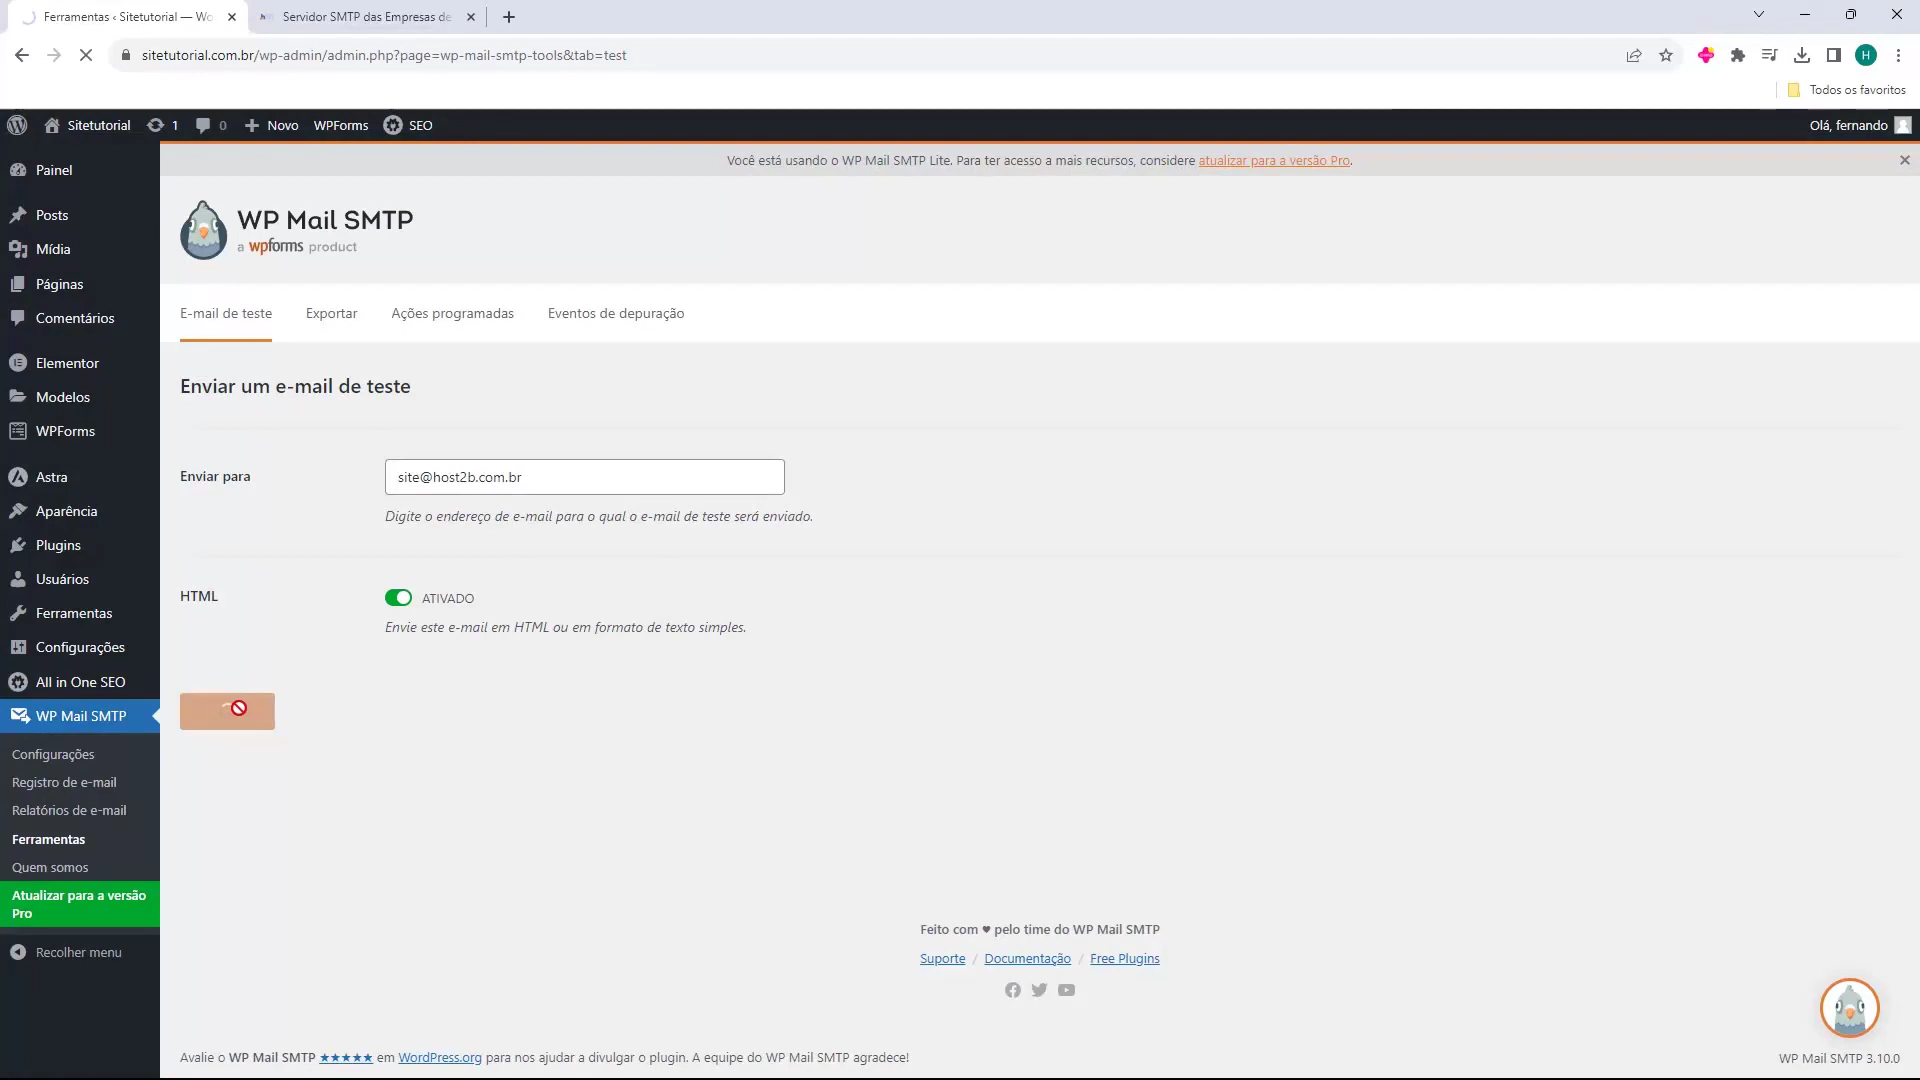 Ferramentas ‹ Sitetutorial — Wo
Servidor SMTP das Empresas de
sitetutorial.com.br/wp-admin/admin.php?page=wp-mail-smtp-tools&tab=test
H
Todos os favoritos
Sitetutorial
1
0
Novo
WPForms
SEO
Olá, fernando
Painel
Posts
Mídia
Páginas
Comentários
Elementor
Modelos
WPForms
Astra
Aparência
Plugins
Usuários
Ferramentas
Configurações
All in One SEO
WP Mail SMTP
Configurações
Registro de e-mail
Relatórios de e-mail
Ferramentas
Quem somos
Atualizar para a versão
Pro
Recolher menu
Você está usando o WP Mail SMTP Lite. Para ter acesso a mais recursos, considere atualizar para a versão Pro.
WP Mail SMTP
a wpforms product
E-mail de teste
Exportar
Ações programadas
Eventos de depuração
Enviar um e-mail de teste
Enviar para
site@host2b.com.br
Digite o endereço de e-mail para o qual o e-mail de teste será enviado.
HTML
ATIVADO
Envie este e-mail em HTML ou em formato de texto simples.
Feito com ♥ pelo time do WP Mail SMTP
Suporte / Documentação / Free Plugins
Avalie o WP Mail SMTP ★★★★★ em WordPress.org para nos ajudar a divulgar o plugin. A equipe do WP Mail SMTP agradece!
WP Mail SMTP 3.10.0